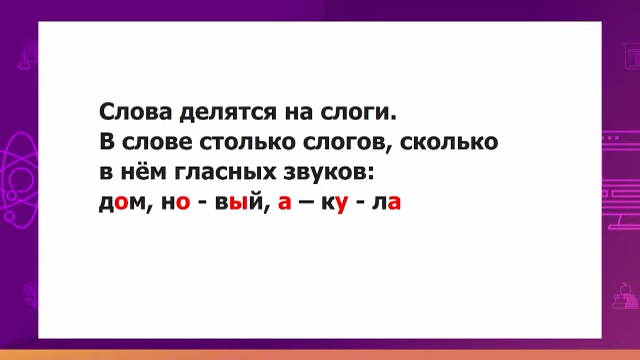 Слова делятся на слоги.
В слове столько слогов, сколько
в нём гласных звуков:
дом, но - вый, а – ку - ла